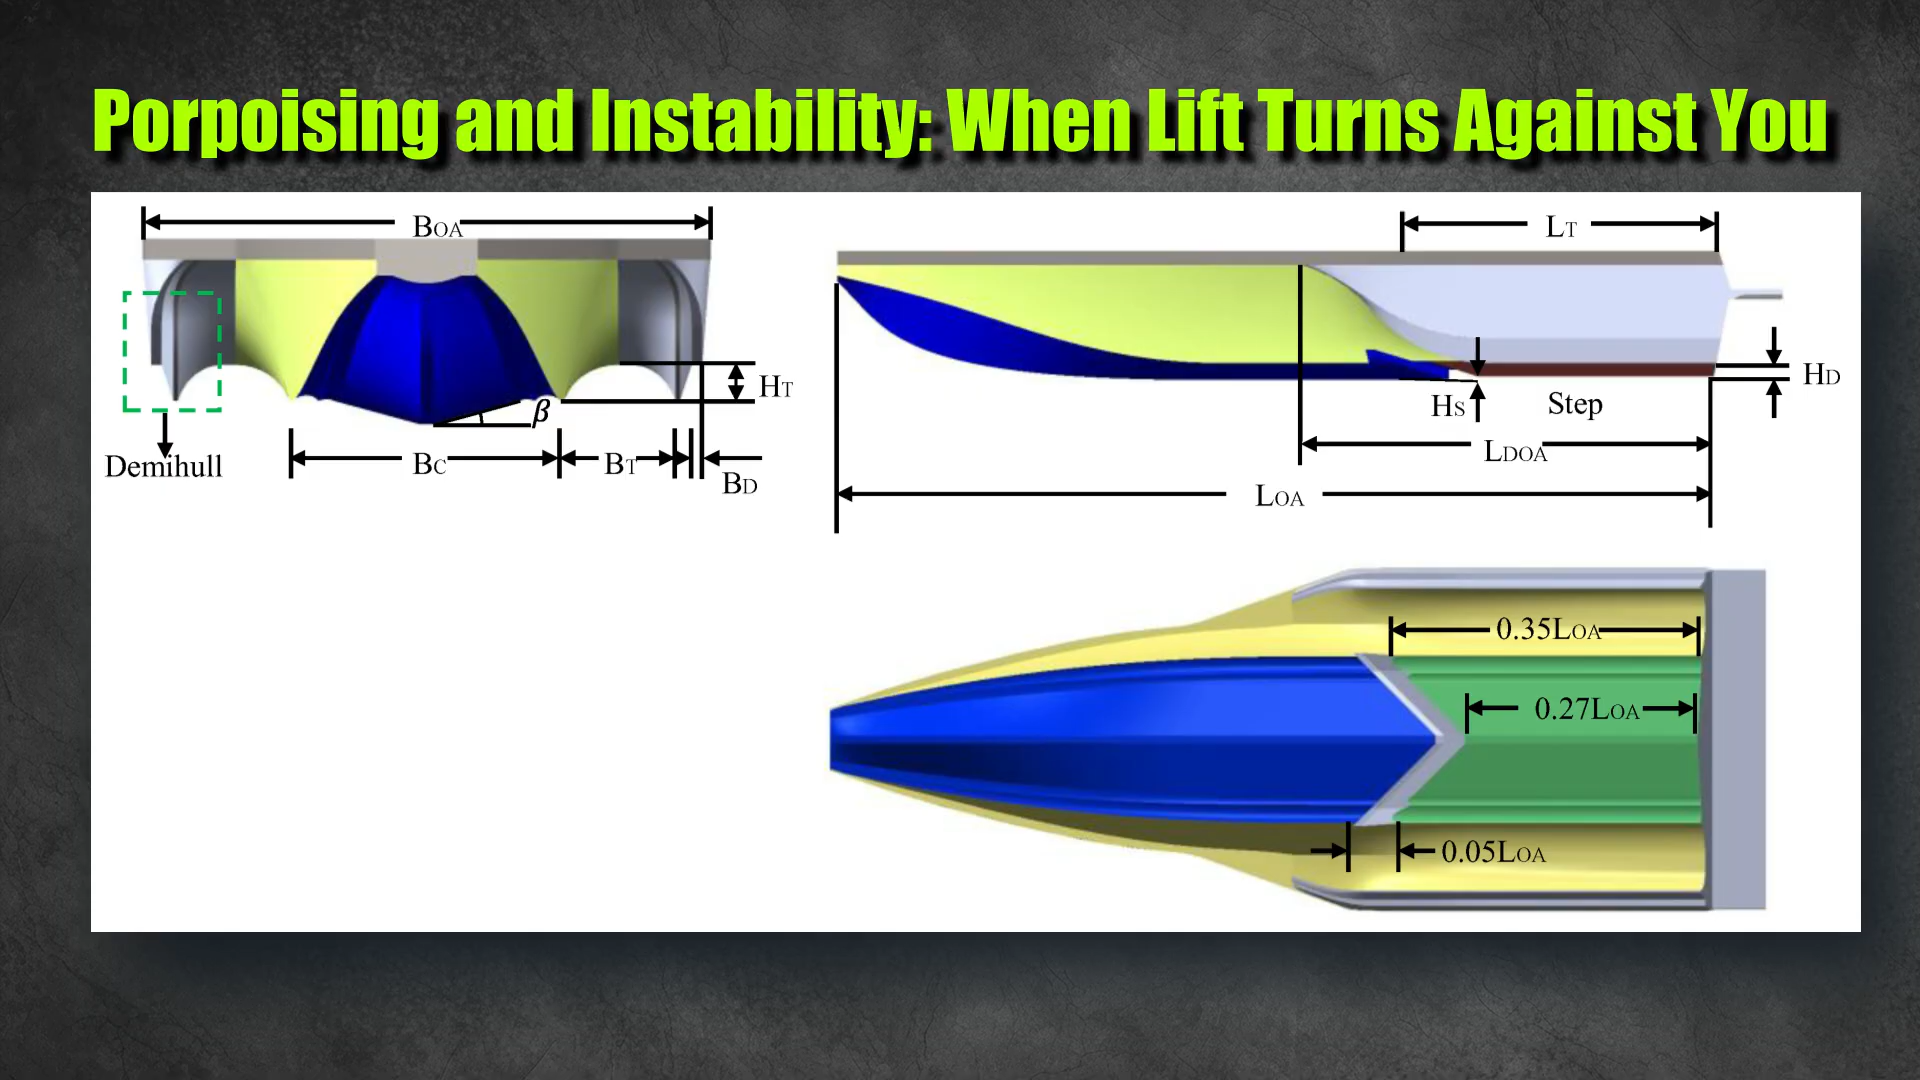 Porpoising and Instability: When Lift Turns Against You
BOA
HT
β
Demihull
BC
BT
BD
LT
HD
HS
Step
LDOA
LOA
0.35LOA
0.27LOA
0.05LOA